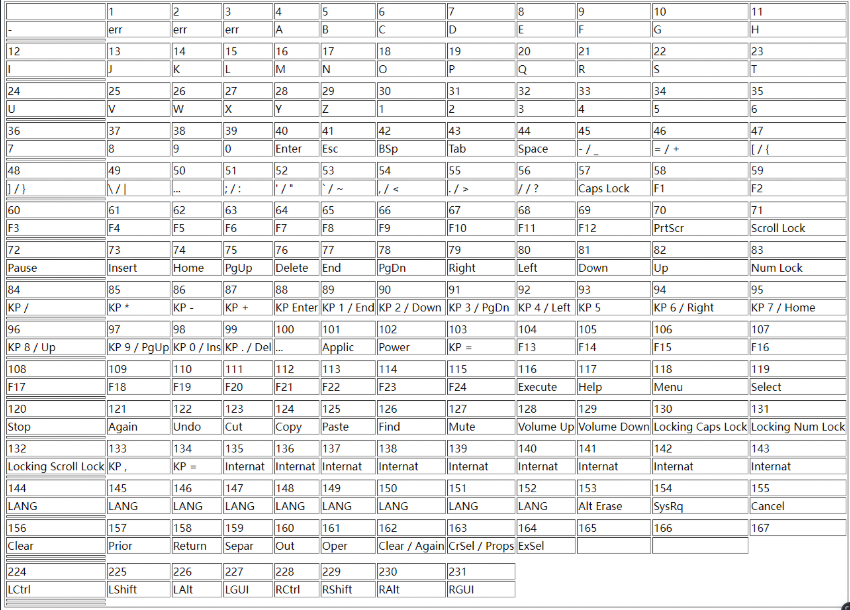 1 2 3 4 5 6 7 8 9 10 11
- err err err A B C D E F G H
12 13 14 15 16 17 18 19 20 21 22 23
I J K L M N O P Q R S T
24 25 26 27 28 29 30 31 32 33 34 35
U V W X Y Z 1 2 3 4 5 6
36 37 38 39 40 41 42 43 44 45 46 47
7 8 9 0 Enter Esc BSp Tab Space - / _ = / + [ / {
48 49 50 51 52 53 54 55 56 57 58 59
] / } \ / | ... ; / : ' / " ` / ~ , / < . / > / / ? Caps Lock F1 F2
60 61 62 63 64 65 66 67 68 69 70 71
F3 F4 F5 F6 F7 F8 F9 F10 F11 F12 PrtScr Scroll Lock
72 73 74 75 76 77 78 79 80 81 82 83
Pause Insert Home PgUp Delete End PgDn Right Left Down Up Num Lock
84 85 86 87 88 89 90 91 92 93 94 95
KP / KP * KP - KP + KP Enter KP 1 / End KP 2 / Down KP 3 / PgDn KP 4 / Left KP 5 KP 6 / Right KP 7 / Home
96 97 98 99 100 101 102 103 104 105 106 107
KP 8 / Up KP 9 / PgUp KP 0 / Ins KP . / Del ... Applic Power KP = F13 F14 F15 F16
108 109 110 111 112 113 114 115 116 117 118 119
F17 F18 F19 F20 F21 F22 F23 F24 Execute Help Menu Select
120 121 122 123 124 125 126 127 128 129 130 131
Stop Again Undo Cut Copy Paste Find Mute Volume Up Volume Down Locking Caps Lock Locking Num Lock
132 133 134 135 136 137 138 139 140 141 142 143
Locking Scroll Lock KP , KP = Internat Internat Internat Internat Internat Internat Internat Internat Internat
144 145 146 147 148 149 150 151 152 153 154 155
LANG LANG LANG LANG LANG LANG LANG LANG LANG Alt Erase SysRq Cancel
156 157 158 159 160 161 162 163 164 165 166 167
Clear Prior Return Separ Out Oper Clear / Again CrSel / Props ExSel
224 225 226 227 228 229 230 231
LCtrl LShift LAlt LGUI RCtrl RShift RAlt RGUI